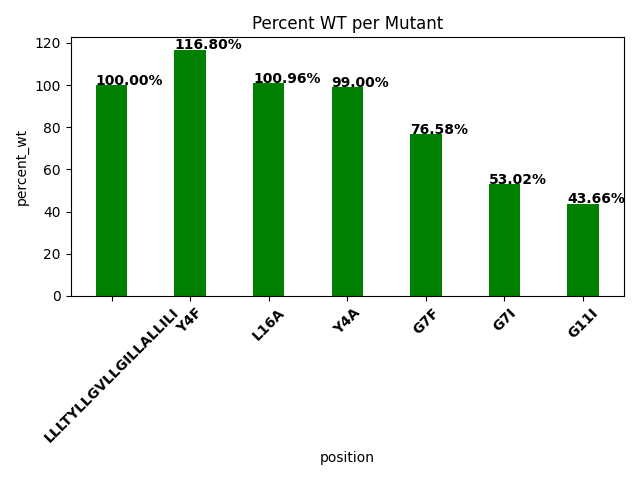 Percent WT per Mutant
percent_wt
120
100
80
60
40
20
0
100.00%
116.80%
100.96%
99.00%
76.58%
53.02%
43.66%
LLLTYLLGVLLGILLALLILI
Y4F
L16A
Y4A
G7F
G7I
G11I
position